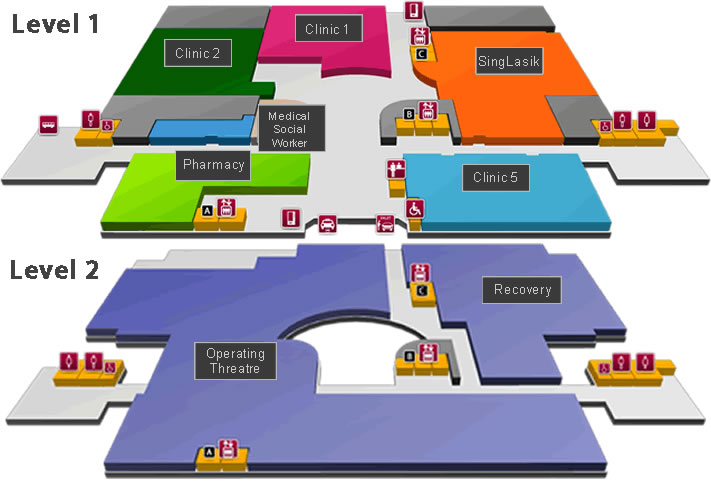 Level 1
Clinic 1
Clinic 2
SingLasik
C
Medical
Social
Worker
B
Pharmacy
Clinic 5
A
VALET
Level 2
C
Recovery
Operating
Threatre
B
A